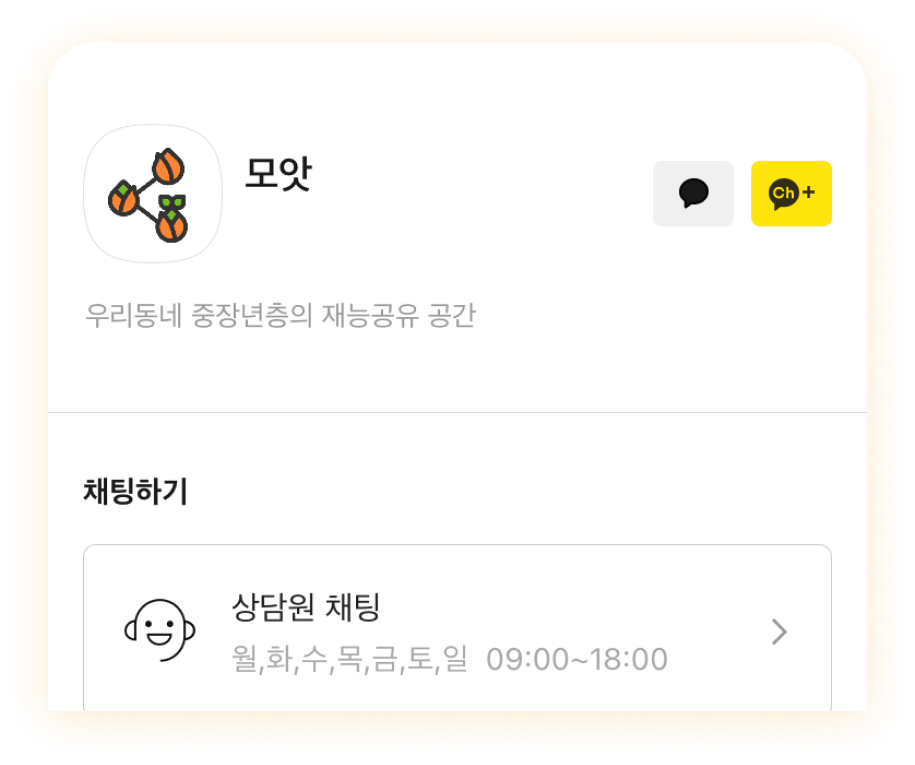 모앗
Ch+
우리동네 중장년층의 재능공유 공간
채팅하기
상담원 채팅
월,화,수,목,금,토,일 09:00~18:00